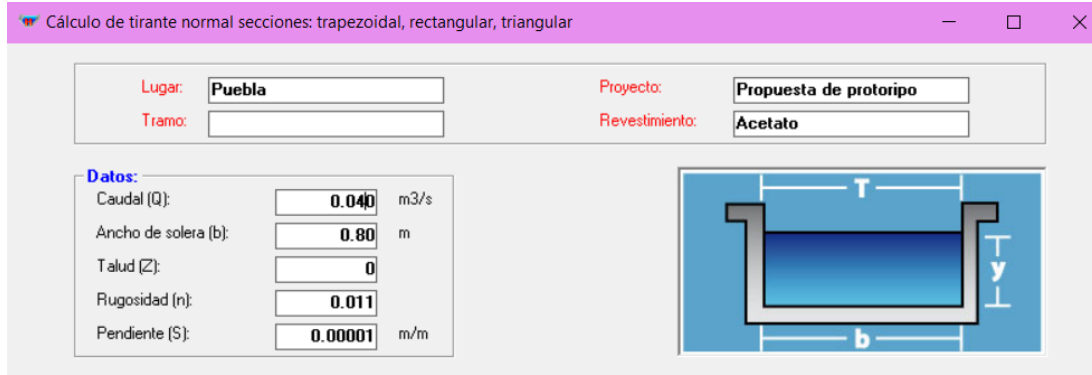 Cálculo de tirante normal secciones: trapezoidal, rectangular, triangular
Lugar: Puebla Proyecto: Propuesta de protoripo
Tramo: Revestimiento: Acetato
Datos:
Caudal (Q): 0.040 m3/s
Ancho de solera (b): 0.80 m
Talud (Z): 0
Rugosidad (n): 0.011
Pendiente (S): 0.00001 m/m
T
y
b